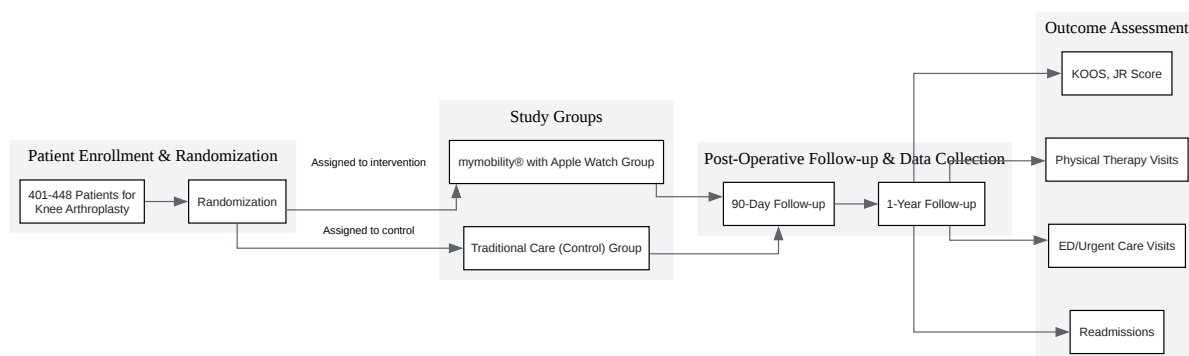 Patient Enrollment & Randomization
401-448 Patients for
Knee Arthroplasty
Randomization
Assigned to intervention
Assigned to control
Study Groups
mymobility® with Apple Watch Group
Traditional Care (Control) Group
Post-Operative Follow-up & Data Collection
90-Day Follow-up
1-Year Follow-up
Outcome Assessment
KOOS, JR Score
Physical Therapy Visits
ED/Urgent Care Visits
Readmissions